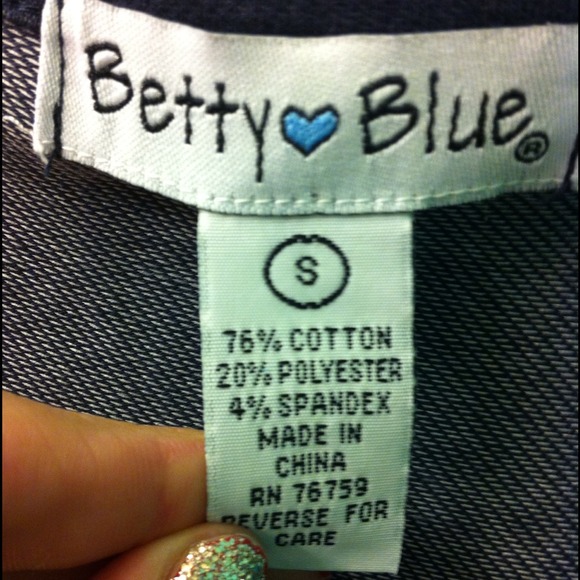 Betty Blue®
S
76% COTTON
20% POLYESTER
4% SPANDEX
MADE IN
CHINA
RN 76759
REVERSE FOR
CARE